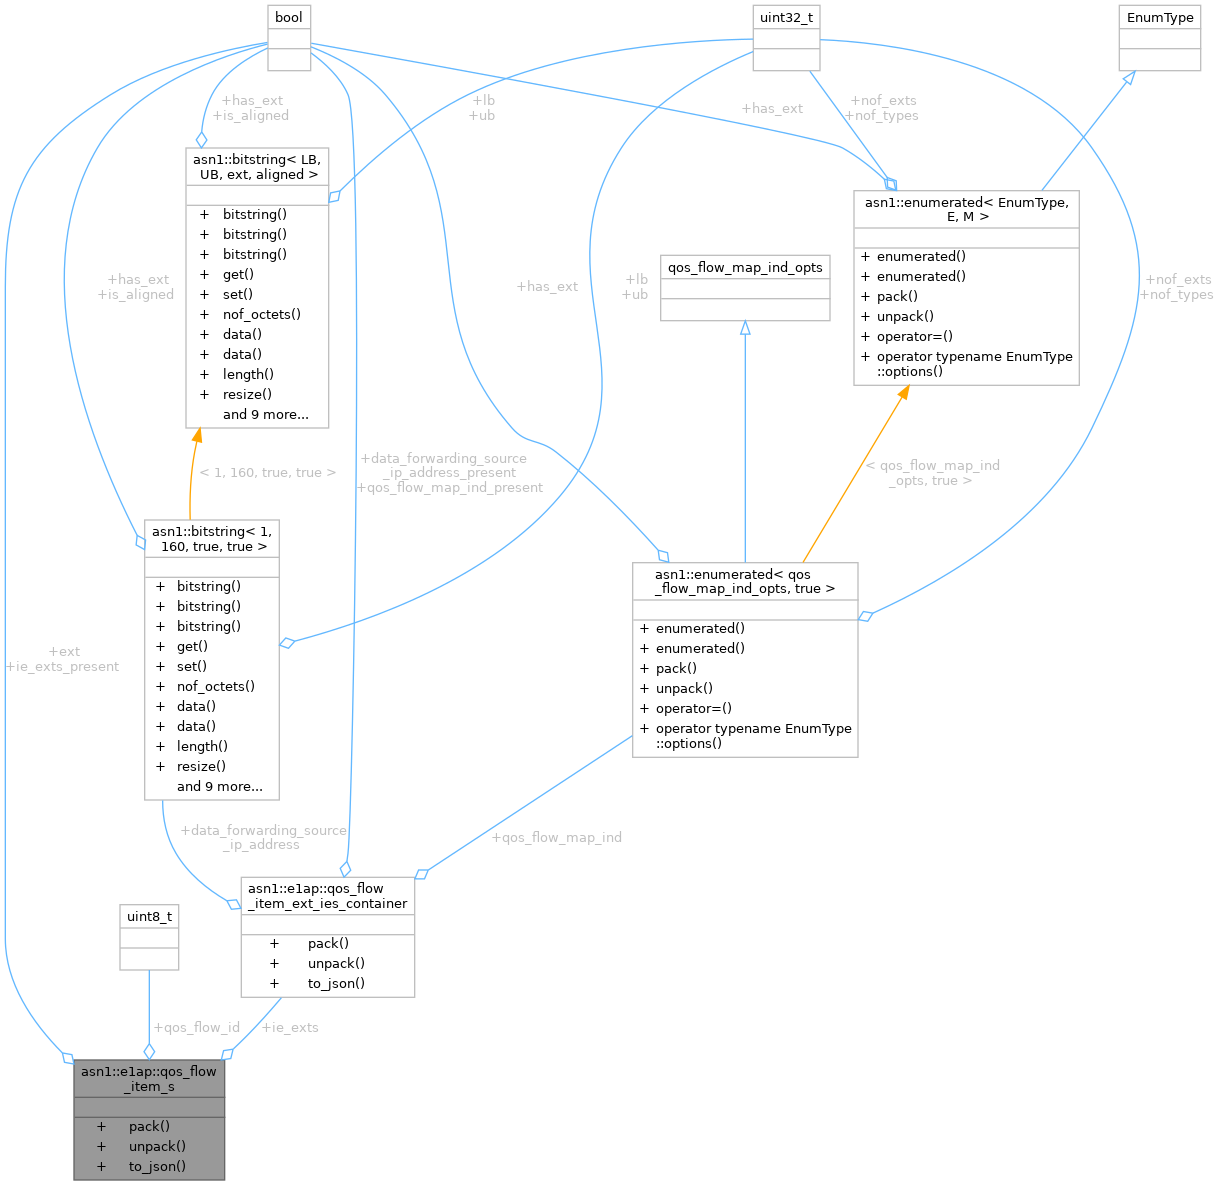 bool
uint32_t
EnumType
+has_ext
+is_aligned
+lb
+ub
+has_ext
+nof_exts
+nof_types
asn1::bitstring< LB,
UB, ext, aligned >
+ bitstring()
+ bitstring()
+ bitstring()
+ get()
+ set()
+ nof_octets()
+ data()
+ data()
+ length()
+ resize()
and 9 more...
asn1::enumerated< EnumType,
E, M >
+ enumerated()
+ enumerated()
+ pack()
+ unpack()
+ operator=()
+ operator typename EnumType
::options()
qos_flow_map_ind_opts
+has_ext
+is_aligned
+has_ext
+lb
+ub
+nof_exts
+nof_types
< 1, 160, true, true >
+data_forwarding_source
_ip_address_present
+qos_flow_map_ind_present
< qos_flow_map_ind
_opts, true >
asn1::bitstring< 1,
160, true, true >
+ bitstring()
+ bitstring()
+ bitstring()
+ get()
+ set()
+ nof_octets()
+ data()
+ data()
+ length()
+ resize()
and 9 more...
asn1::enumerated< qos
_flow_map_ind_opts, true >
+ enumerated()
+ enumerated()
+ pack()
+ unpack()
+ operator=()
+ operator typename EnumType
::options()
+ext
+ie_exts_present
+data_forwarding_source
_ip_address
+qos_flow_map_ind
asn1::e1ap::qos_flow
_item_ext_ies_container
+ pack()
+ unpack()
+ to_json()
uint8_t
+qos_flow_id
+ie_exts
asn1::e1ap::qos_flow
_item_s
+ pack()
+ unpack()
+ to_json()